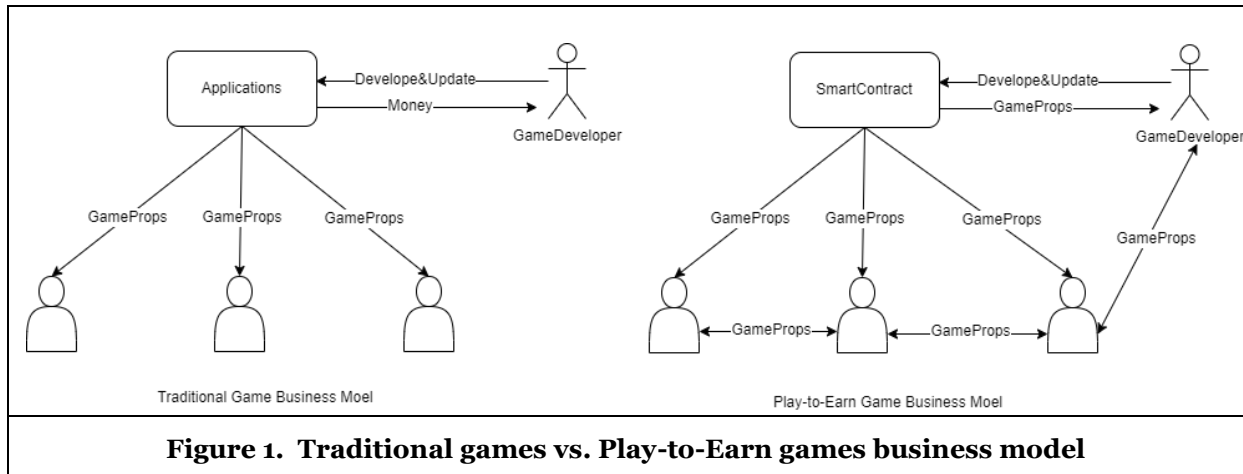 Applications
Develope&Update
Money
GameDeveloper
GameProps
GameProps
GameProps
Traditional Game Business Moel
SmartContract
Develope&Update
GameProps
GameDeveloper
GameProps
GameProps
GameProps
GameProps
GameProps
GameProps
Play-to-Earn Game Business Moel
Figure 1. Traditional games vs. Play-to-Earn games business model